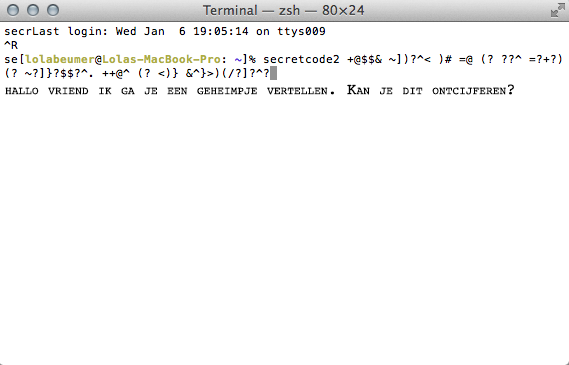 Terminal — zsh — 80×24
secrLast login: Wed Jan  6 19:05:14 on ttys009
^R
se[lolabeumer@Lolas-MacBook-Pro: ~]% secretcode2 +@$$& ~])?^< )# =@ (? ??^ =?+?)
(? ~?]}?$$?^. ++@^ (? <)} &^}>)(/?]?^?
hallo vriend ik ga je een geheimpje vertellen. Kan je dit ontcijferen?